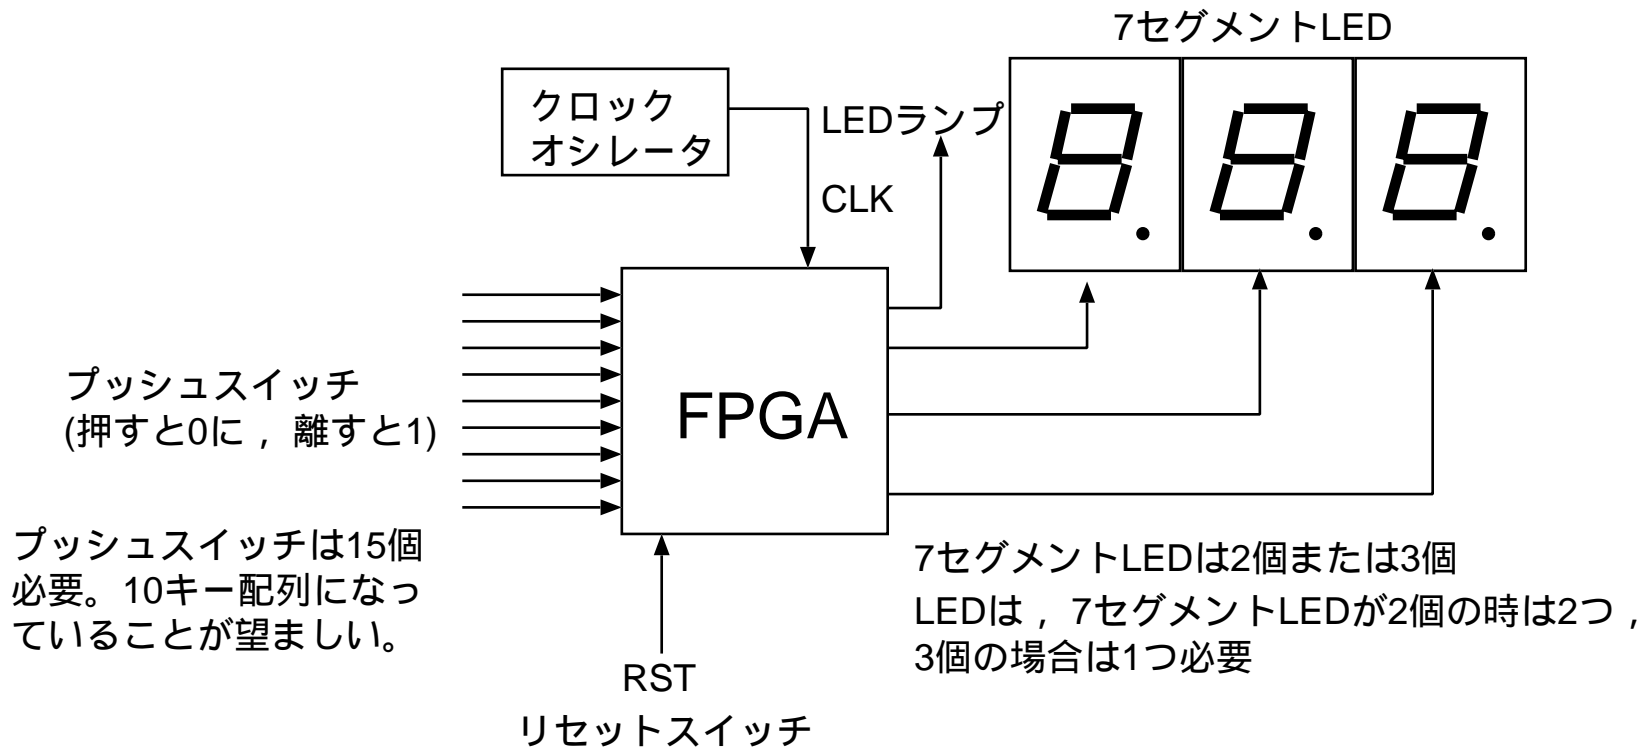 7セグメントLED
クロック
オシレータ
LEDランプ
CLK
FPGA
プッシュスイッチ
(押すと0に，離すと1)
プッシュスイッチは15個
必要。10キー配列になっ
ていることが望ましい。
7セグメントLEDは2個または3個
LEDは，7セグメントLEDが2個の時は2つ，
3個の場合は1つ必要
RST
リセットスイッチ